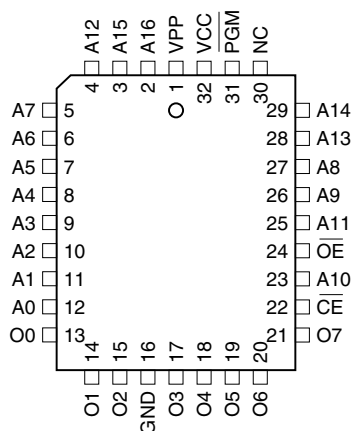 A12 A15 A16 VPP VCC PGM NC
4 3 2 1 32 31 30
A7 5 29 A14
A6 6 28 A13
A5 7 27 A8
A4 8 26 A9
A3 9 25 A11
A2 10 24 OE
A1 11 23 A10
A0 12 22 CE
O0 13 21 O7
14 15 16 17 18 19 20
O1 O2 GND O3 O4 O5 O6